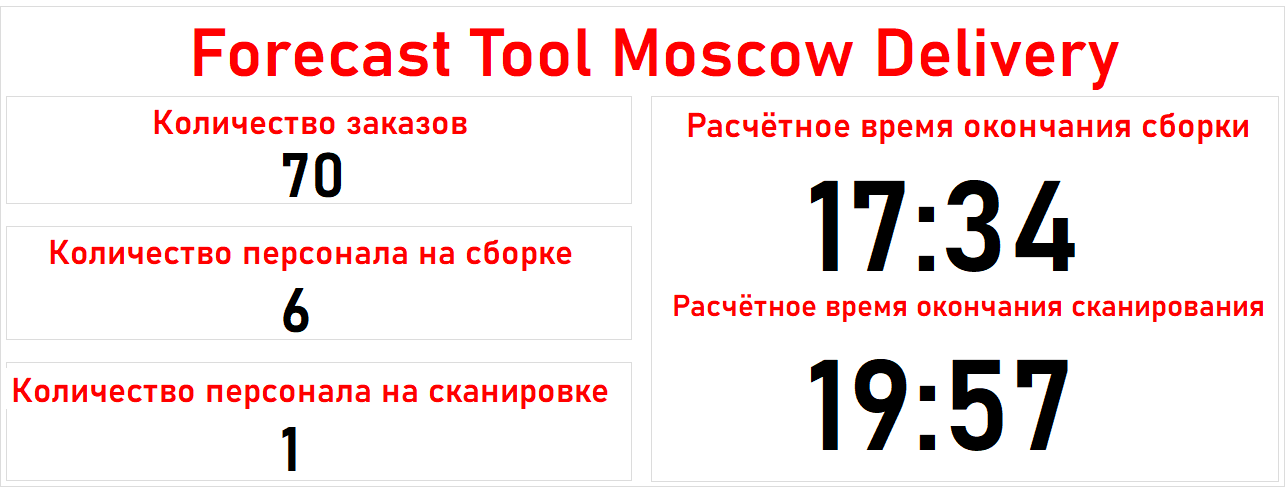 Forecast Tool Moscow Delivery
Количество заказов
70
Количество персонала на сборке
6
Количество персонала на сканировке
1
Расчётное время окончания сборки
17:34
Расчётное время окончания сканирования
19:57